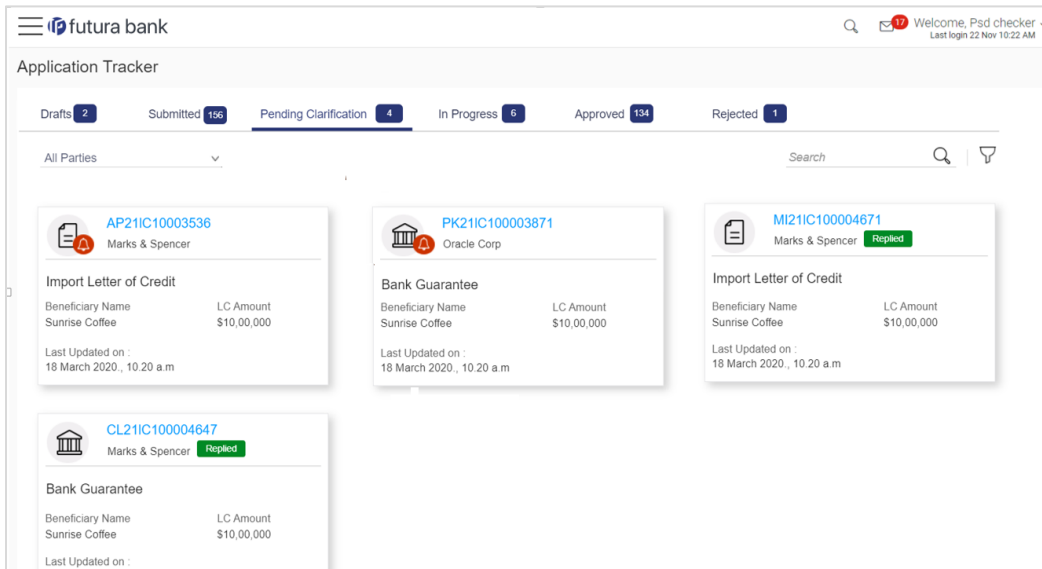 futura bank
17
Welcome, Psd checker
Last login 22 Nov 10:22 AM
Application Tracker
Drafts 2 Submitted 156 Pending Clarification 4 In Progress 6 Approved 134 Rejected 1
All Parties Search
AP21IC10003536
Marks & Spencer
Import Letter of Credit
Beneficiary Name LC Amount
Sunrise Coffee $10,00,000
Last Updated on :
18 March 2020., 10.20 a.m
PK21IC100003871
Oracle Corp
Bank Guarantee
Beneficiary Name LC Amount
Sunrise Coffee $10,00,000
Last Updated on :
18 March 2020., 10.20 a.m
MI21IC100004671
Marks & Spencer Replied
Import Letter of Credit
Beneficiary Name LC Amount
Sunrise Coffee $10,00,000
Last Updated on :
18 March 2020., 10.20 a.m
CL21IC100004647
Marks & Spencer Replied
Bank Guarantee
Beneficiary Name LC Amount
Sunrise Coffee $10,00,000
Last Updated on :